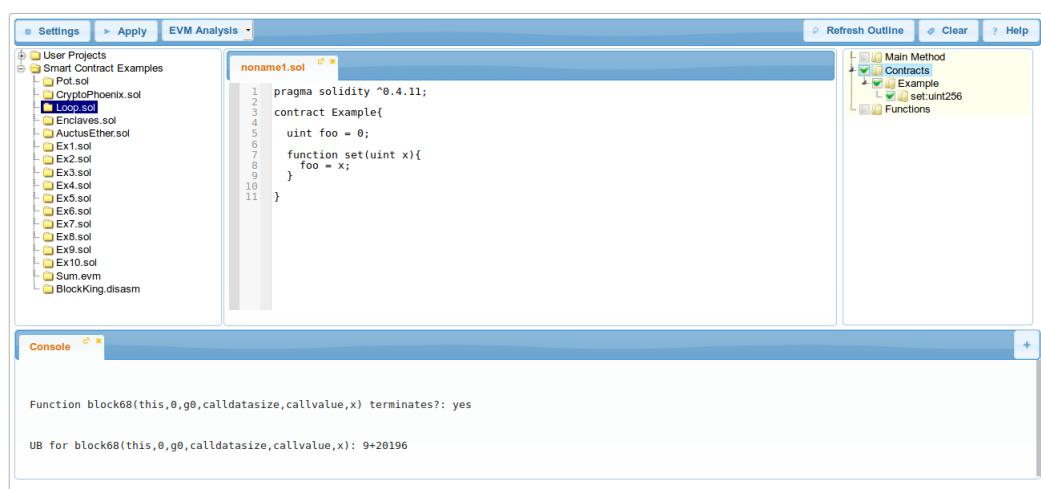 Settings Apply EVM Analysis Refresh Outline Clear ? Help
User Projects
Smart Contract Examples
Pot.sol
CryptoPhoenix.sol
Loop.sol
Enclaves.sol
AuctusEther.sol
Ex1.sol
Ex2.sol
Ex3.sol
Ex4.sol
Ex5.sol
Ex6.sol
Ex7.sol
Ex8.sol
Ex9.sol
Ex10.sol
Sum.evm
BlockKing.disasm
noname1.sol
1 pragma solidity ^0.4.11;
2
3 contract Example{
4
5 uint foo = 0;
6
7 function set(uint x){
8 foo = x;
9 }
10
11 }
Main Method
Contracts
Example
set:uint256
Functions
Console
Function block68(this,0,g0,calldatasize,callvalue,x) terminates?: yes
UB for block68(this,0,g0,calldatasize,callvalue,x): 9+20196